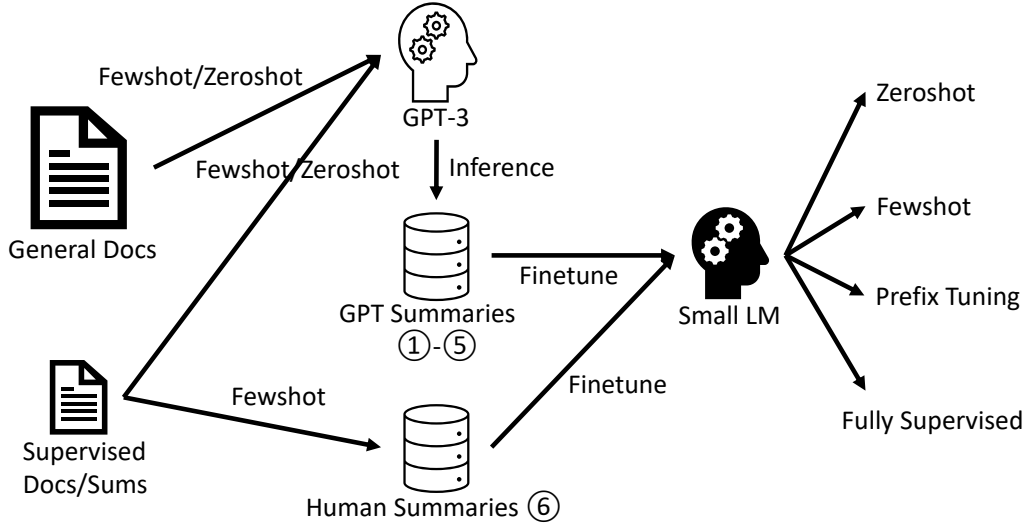 Fewshot/Zeroshot
GPT-3
Zeroshot
Fewshot/Zeroshot
Inference
General Docs
Fewshot
Finetune
Prefix Tuning
GPT Summaries
①-⑤
Small LM
Fewshot
Finetune
Fully Supervised
Supervised
Docs/Sums
Human Summaries ⑥